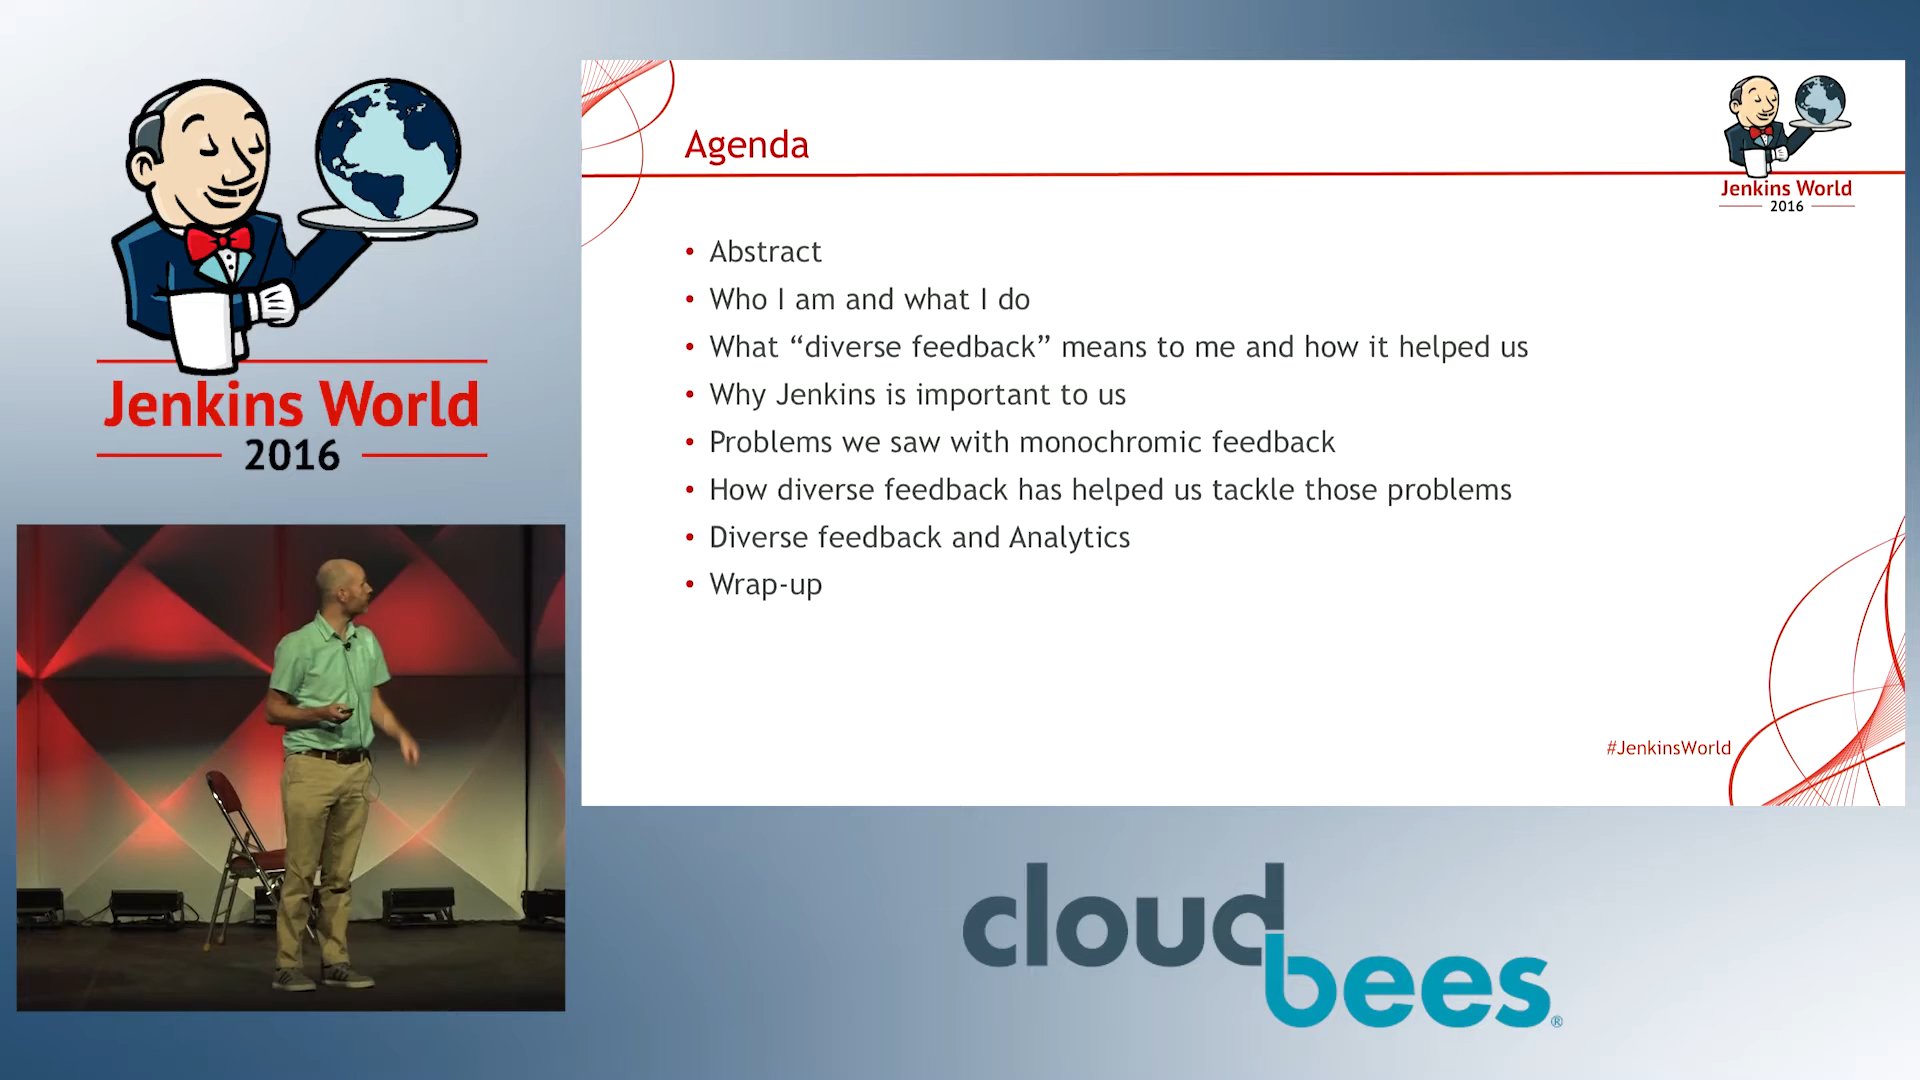 Jenkins World
2016
Agenda
Jenkins World
2016
• Abstract
• Who I am and what I do
• What “diverse feedback” means to me and how it helped us
• Why Jenkins is important to us
• Problems we saw with monochromic feedback
• How diverse feedback has helped us tackle those problems
• Diverse feedback and Analytics
• Wrap-up
#JenkinsWorld
cloud
bees®